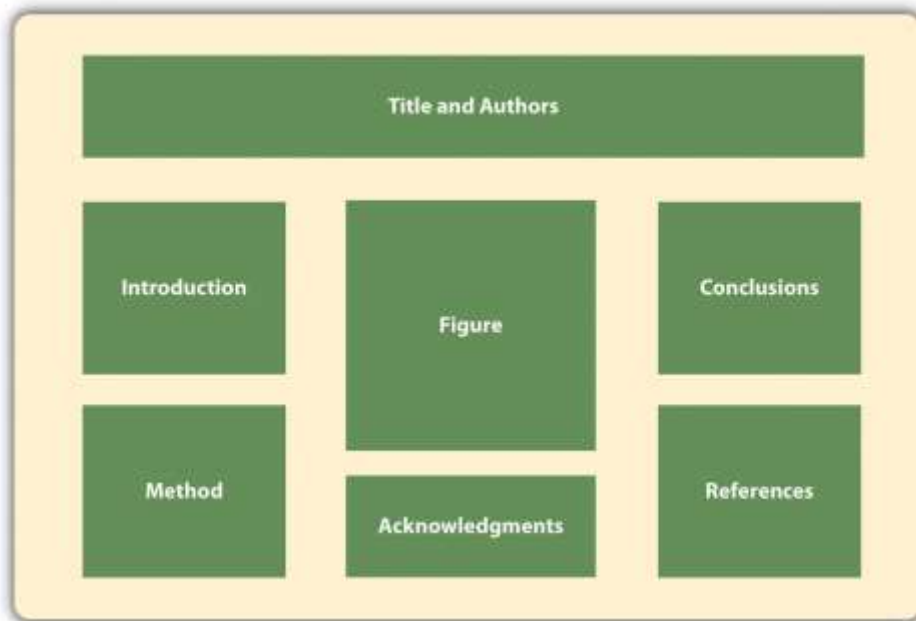 Title and Authors
Introduction
Method
Figure
Acknowledgments
Conclusions
References